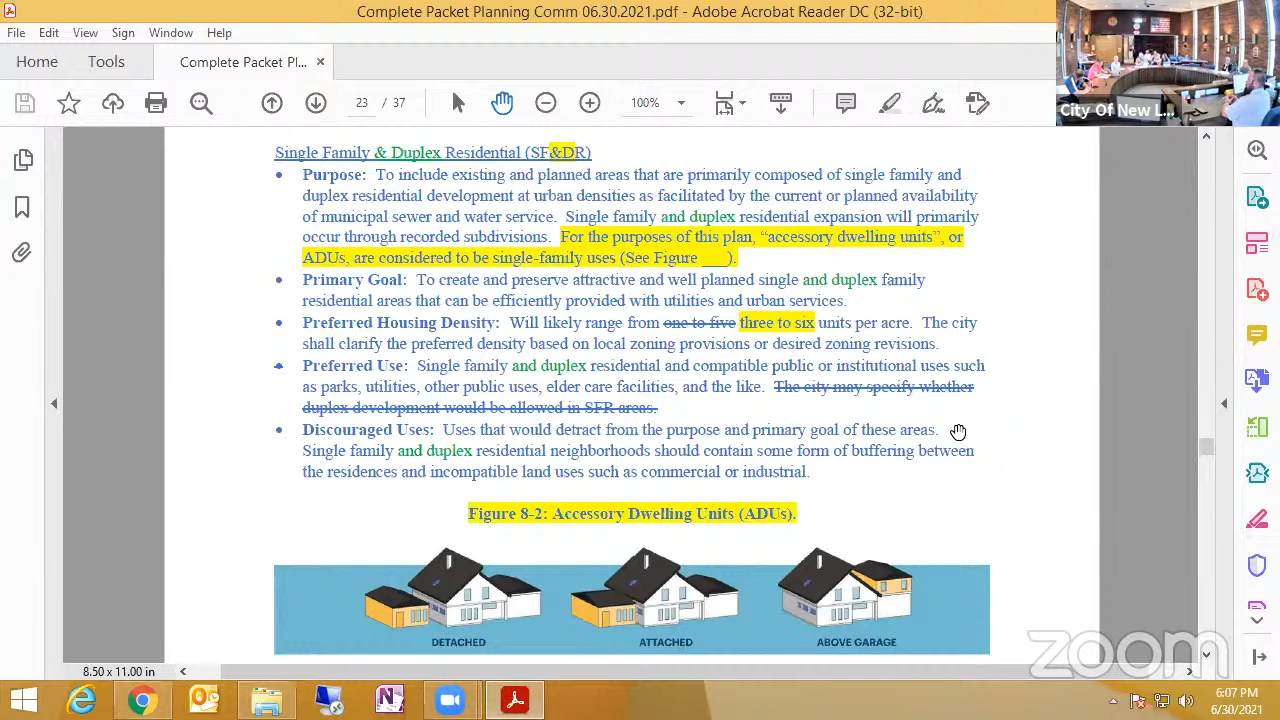 Complete Packet Planning Comm 06.30.2021.pdf - Adobe Acrobat Reader DC (32-bit)
File Edit View Sign Window Help
Home Tools Complete Packet Pl... ×
23 / 37 100%
City Of New L...
Single Family & Duplex Residential (SF&DR)
• Purpose: To include existing and planned areas that are primarily composed of single family and
duplex residential development at urban densities as facilitated by the current or planned availability
of municipal sewer and water service. Single family and duplex residential expansion will primarily
occur through recorded subdivisions. For the purposes of this plan, “accessory dwelling units”, or
ADUs, are considered to be single-family uses (See Figure ___).
• Primary Goal: To create and preserve attractive and well planned single and duplex family
residential areas that can be efficiently provided with utilities and urban services.
• Preferred Housing Density: Will likely range from one to five three to six units per acre. The city
shall clarify the preferred density based on local zoning provisions or desired zoning revisions.
• Preferred Use: Single family and duplex residential and compatible public or institutional uses such
as parks, utilities, other public uses, elder care facilities, and the like. The city may specify whether
duplex development would be allowed in SFR areas.
• Discouraged Uses: Uses that would detract from the purpose and primary goal of these areas.
Single family and duplex residential neighborhoods should contain some form of buffering between
the residences and incompatible land uses such as commercial or industrial.
Figure 8-2: Accessory Dwelling Units (ADUs).
DETACHED ATTACHED ABOVE GARAGE
zoom
8.50 x 11.00 in
6:07 PM
6/30/2021